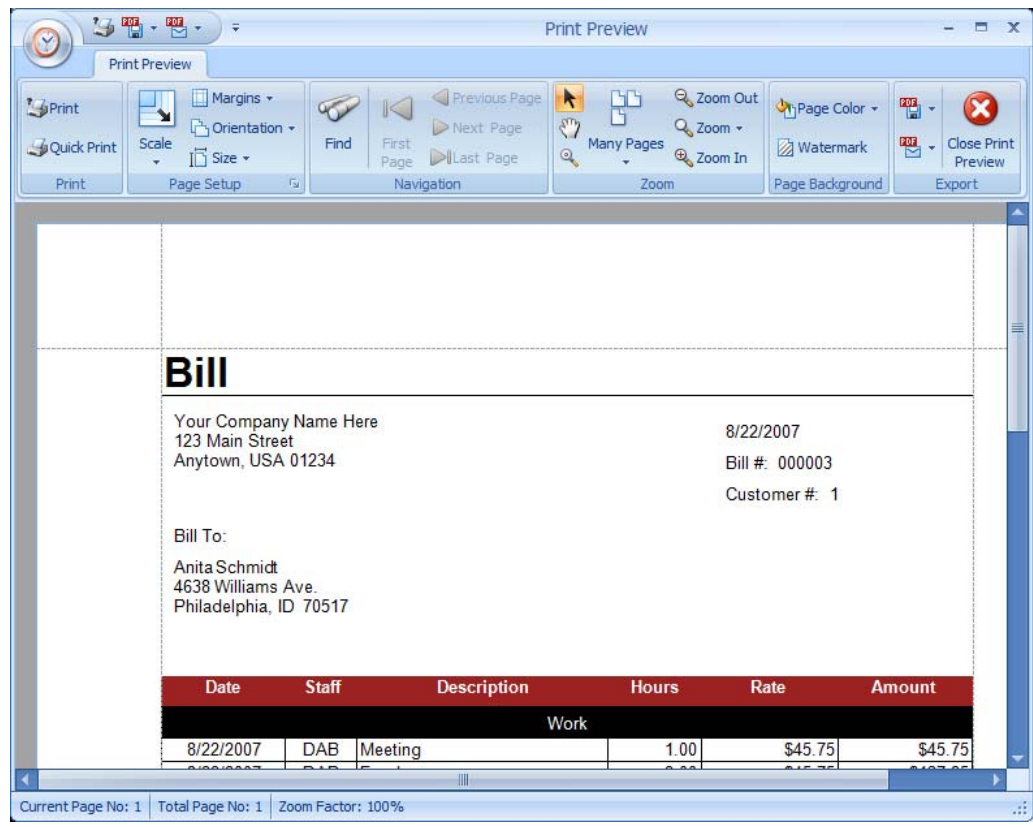 PDF PDF Print Preview
Print Preview
Print
Quick Print
Print
Scale
Margins
Orientation
Size
Page Setup
Find
First Page
Previous Page
Next Page
Last Page
Navigation
Many Pages
Zoom Out
Zoom
Zoom In
Zoom
Page Color
Watermark
Page Background
PDF
PDF
Close Print Preview
Export
Bill
Your Company Name Here
123 Main Street
Anytown, USA 01234
8/22/2007
Bill #: 000003
Customer #: 1
Bill To:
Anita Schmidt
4638 Williams Ave.
Philadelphia, ID 70517
Date Staff Description Hours Rate Amount
Work
8/22/2007 DAB Meeting 1.00 $45.75 $45.75
Current Page No: 1 Total Page No: 1 Zoom Factor: 100%